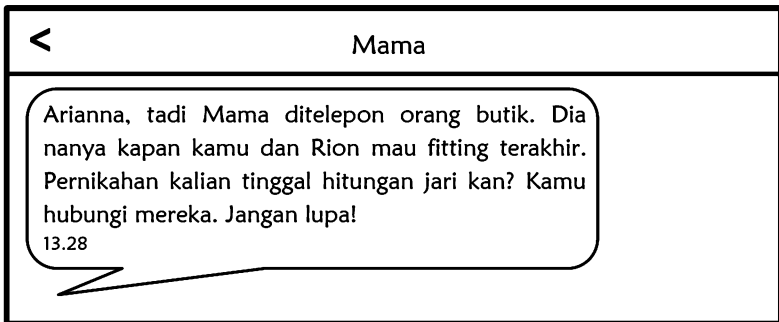 <
Mama
Arianna, tadi Mama ditelepon orang butik. Dia
nanya kapan kamu dan Rion mau fitting terakhir.
Pernikahan kalian tinggal hitungan jari kan? Kamu
hubungi mereka. Jangan lupa!
13.28